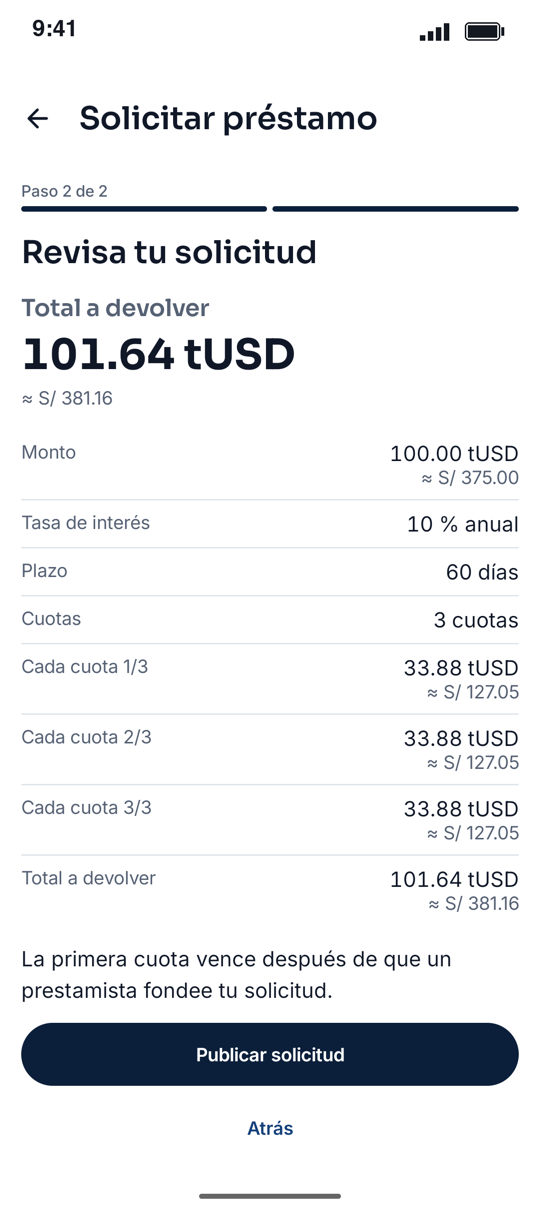 9:41
Solicitar préstamo
Paso 2 de 2
Revisa tu solicitud
Total a devolver
101.64 tUSD
≈ S/ 381.16
Monto
100.00 tUSD
≈ S/ 375.00
Tasa de interés
10 % anual
Plazo
60 días
Cuotas
3 cuotas
Cada cuota 1/3
33.88 tUSD
≈ S/ 127.05
Cada cuota 2/3
33.88 tUSD
≈ S/ 127.05
Cada cuota 3/3
33.88 tUSD
≈ S/ 127.05
Total a devolver
101.64 tUSD
≈ S/ 381.16
La primera cuota vence después de que un
prestamista fondee tu solicitud.
Publicar solicitud
Atrás